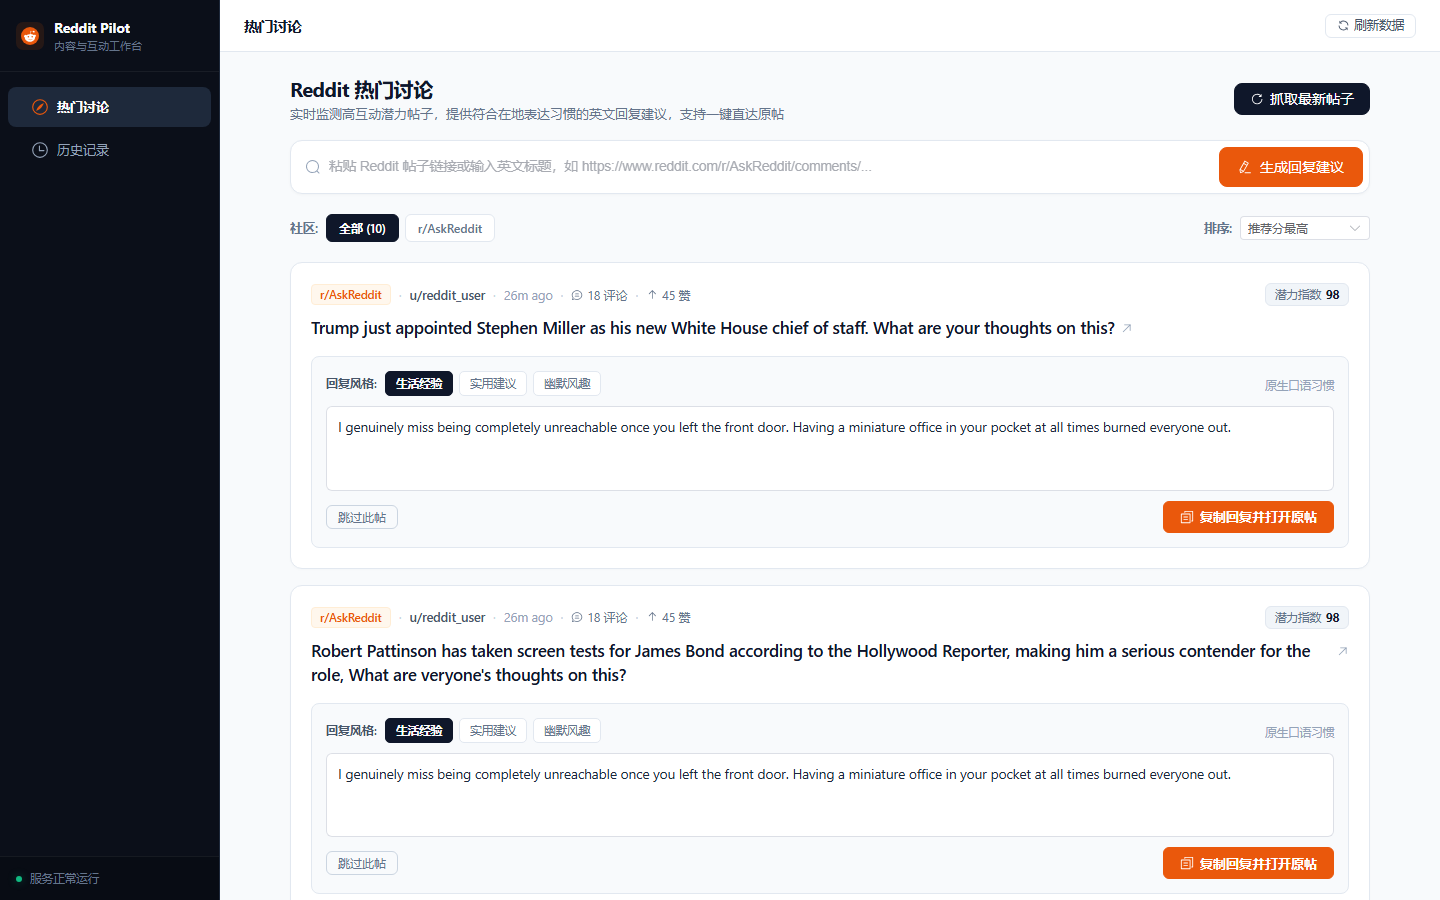 Reddit Pilot
内容与互动工作台
热门讨论
历史记录
服务正常运行
热门讨论
刷新数据
Reddit 热门讨论
实时监测高互动潜力帖子，提供符合在地表达习惯的英文回复建议，支持一键直达原帖
抓取最新帖子
粘贴 Reddit 帖子链接或输入英文标题，如 https://www.reddit.com/r/AskReddit/comments/...
生成回复建议
社区: 全部 (10) r/AskReddit
排序: 推荐分最高
r/AskReddit · u/reddit_user · 26m ago · 18 评论 · 45 赞
潜力指数 98
Trump just appointed Stephen Miller as his new White House chief of staff. What are your thoughts on this?
回复风格: 生活经验 实用建议 幽默风趣
原生口语习惯
I genuinely miss being completely unreachable once you left the front door. Having a miniature office in your pocket at all times burned everyone out.
跳过此帖
复制回复并打开原帖
r/AskReddit · u/reddit_user · 26m ago · 18 评论 · 45 赞
潜力指数 98
Robert Pattinson has taken screen tests for James Bond according to the Hollywood Reporter, making him a serious contender for the
role, What are veryone's thoughts on this?
回复风格: 生活经验 实用建议 幽默风趣
原生口语习惯
I genuinely miss being completely unreachable once you left the front door. Having a miniature office in your pocket at all times burned everyone out.
跳过此帖
复制回复并打开原帖